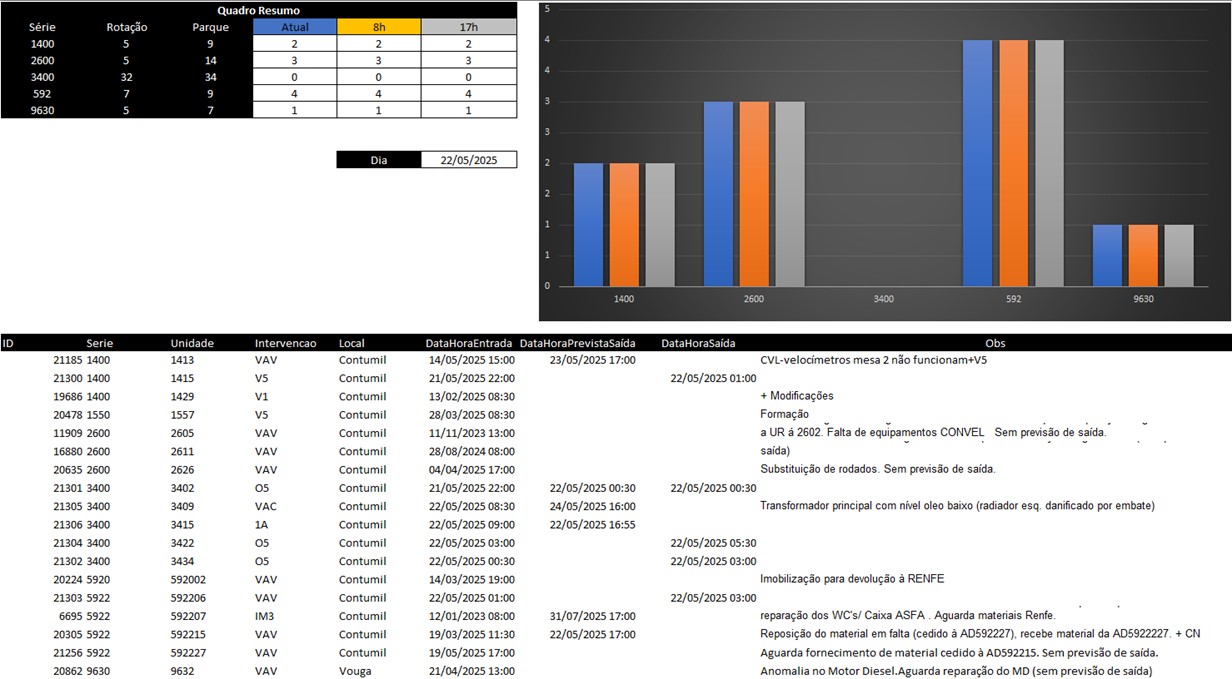 Quadro Resumo
Série Rotação Parque Atual 8h 17h
1400 5 9 2 2 2
2600 5 14 3 3 3
3400 32 34 0 0 0
592 7 9 4 4 4
9630 5 7 1 1 1
Dia 22/05/2025
5
4
4
3
3
2
2
1
1
0
1400 2600 3400 592 9630
ID Serie Unidade Intervencao Local DataHoraEntrada DataHoraPrevistaSaída DataHoraSaída Obs
21185 1400 1413 VAV Contumil 14/05/2025 15:00 23/05/2025 17:00 CVL-velocímetros mesa 2 não funcionam+V5
21300 1400 1415 V5 Contumil 21/05/2025 22:00 22/05/2025 01:00
19686 1400 1429 V1 Contumil 13/02/2025 08:30 + Modificações
20478 1550 1557 V5 Contumil 28/03/2025 08:30 Formação
11909 2600 2605 VAV Contumil 11/11/2023 13:00 a UR á 2602. Falta de equipamentos CONVEL Sem previsão de saída.
16880 2600 2611 VAV Contumil 28/08/2024 08:00 saída)
20635 2600 2626 VAV Contumil 04/04/2025 17:00 Substituição de rodados. Sem previsão de saída.
21301 3400 3402 O5 Contumil 21/05/2025 22:00 22/05/2025 00:30 22/05/2025 00:30
21305 3400 3409 VAC Contumil 22/05/2025 08:30 24/05/2025 16:00 Transformador principal com nível oleo baixo (radiador esq. danificado por embate)
21306 3400 3415 1A Contumil 22/05/2025 09:00 22/05/2025 16:55
21304 3400 3422 O5 Contumil 22/05/2025 03:00 22/05/2025 05:30
21302 3400 3434 O5 Contumil 22/05/2025 00:30 22/05/2025 03:00
20224 5920 592002 VAV Contumil 14/03/2025 19:00 Imobilização para devolução à RENFE
21303 5922 592206 VAV Contumil 22/05/2025 01:00 22/05/2025 03:00
6695 5922 592207 IM3 Contumil 12/01/2023 08:00 31/07/2025 17:00 reparação dos WC's/ Caixa ASFA . Aguarda materiais Renfe.
20305 5922 592215 VAV Contumil 19/03/2025 11:30 22/05/2025 17:00 Reposição do material em falta (cedido à AD592227), recebe material da AD5922227. + CN
21256 5922 592227 VAV Contumil 19/05/2025 17:00 Aguarda fornecimento de material cedido à AD592215. Sem previsão de saída.
20862 9630 9632 VAV Vouga 21/04/2025 13:00 Anomalia no Motor Diesel.Aguarda reparação do MD (sem previsão de saída)